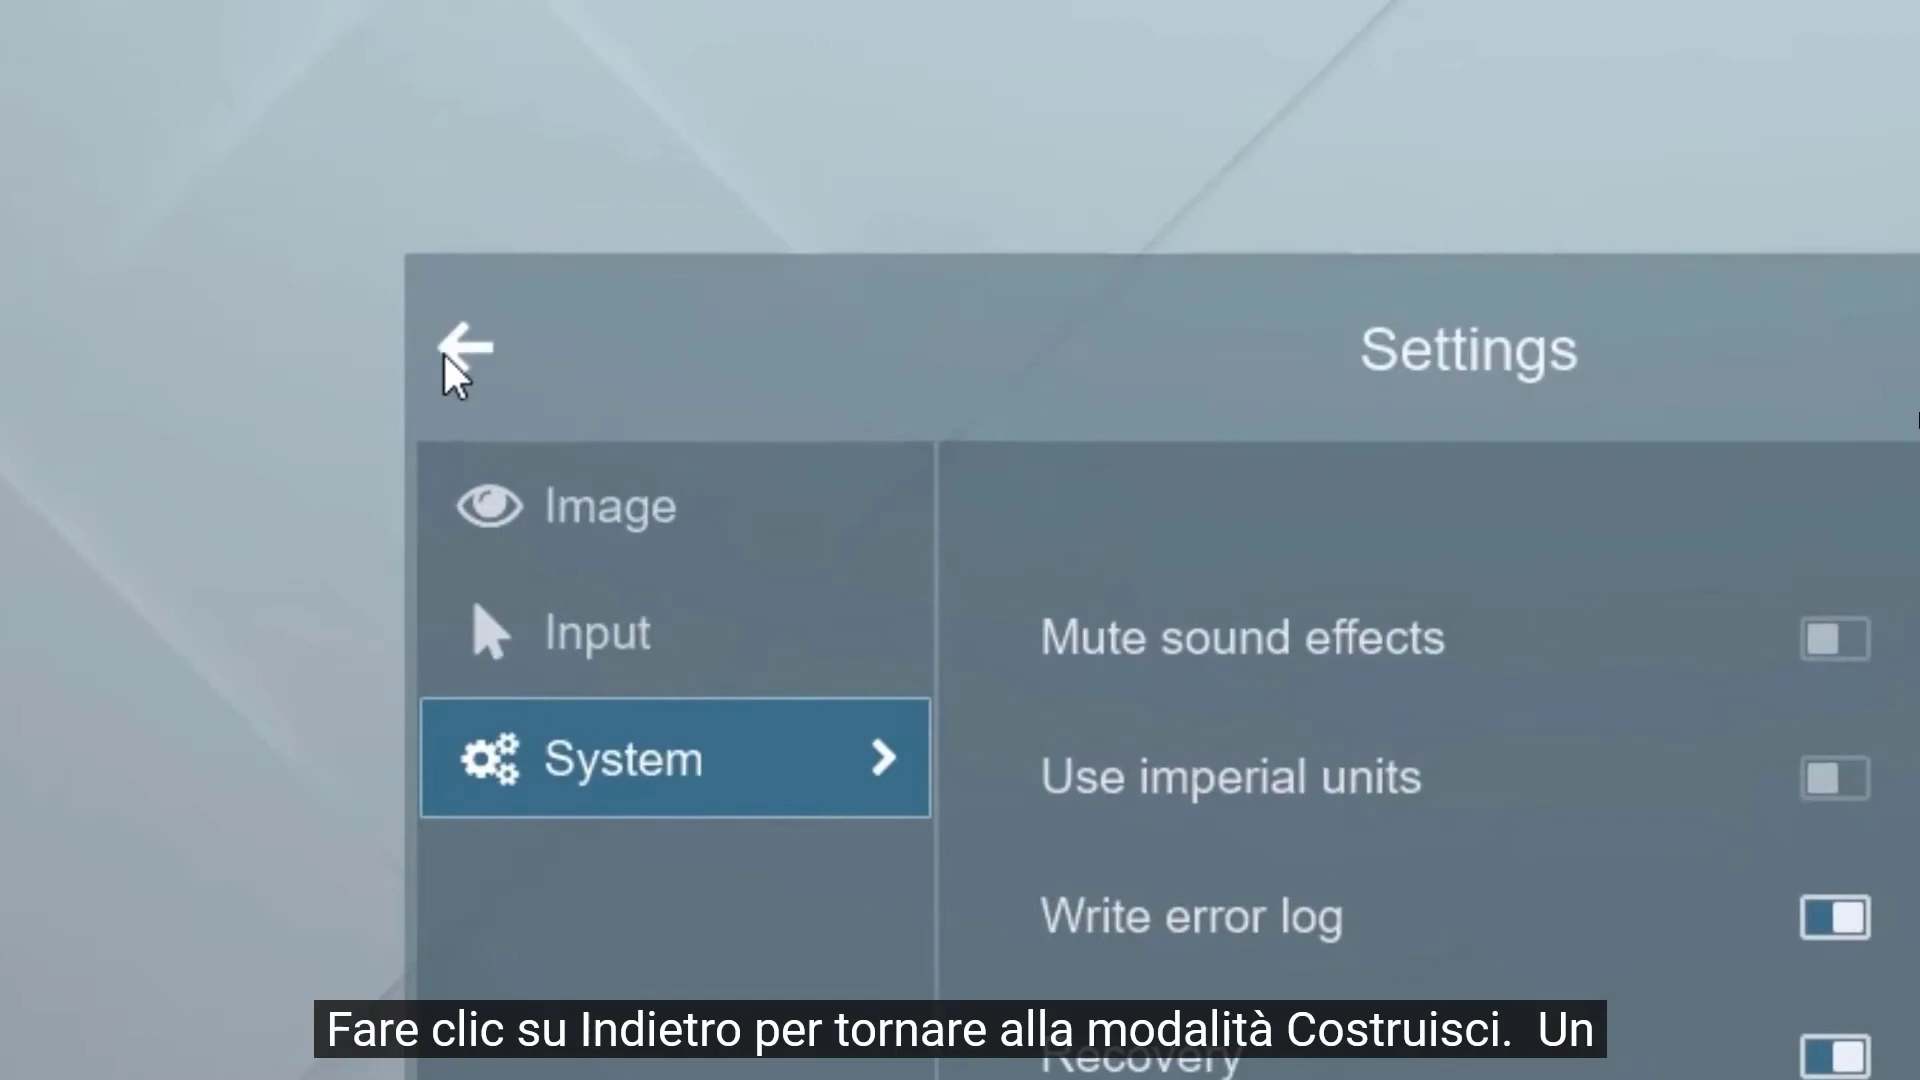 Settings
Image
Input
System
Mute sound effects
Use imperial units
Write error log
Recovery
Fare clic su Indietro per tornare alla modalità Costruisci. Un